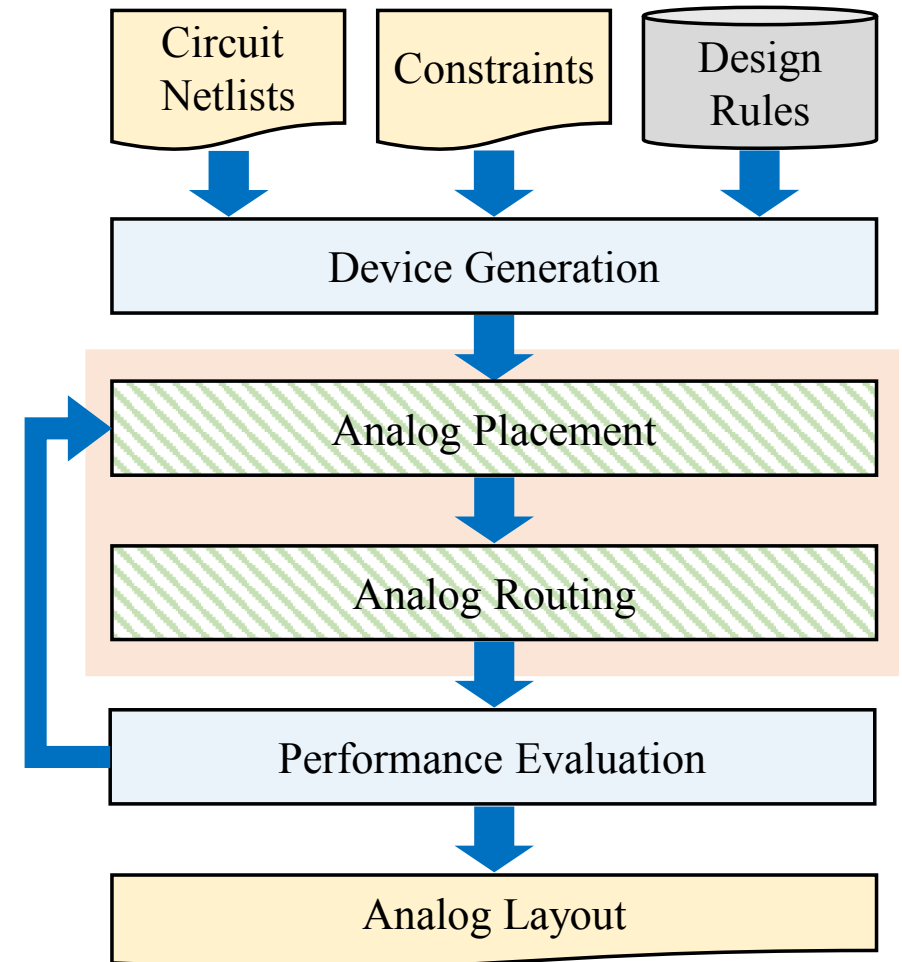 Circuit
Netlists
Constraints
Design
Rules
Device Generation
Analog Placement
Analog Routing
Performance Evaluation
Analog Layout